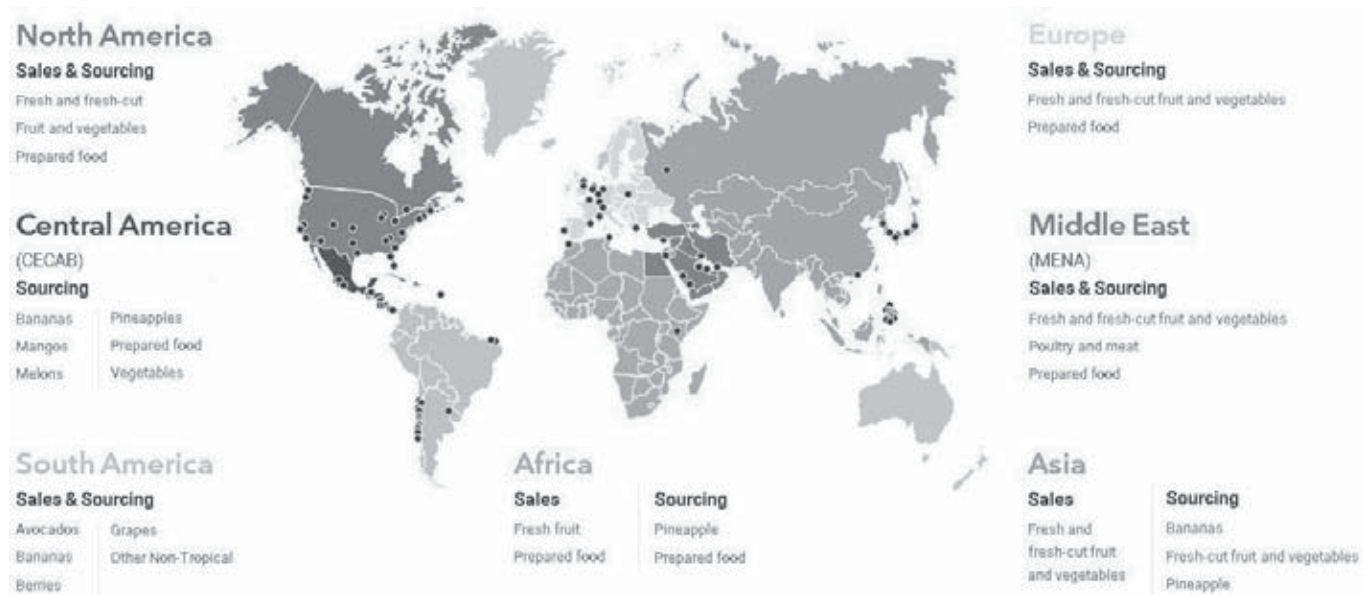 North America
Sales & Sourcing
Fresh and fresh-cut
Fruit and vegetables
Prepared food
Central America
(CECAB)
Sourcing
Bananas
Mangos
Melons
Pineapples
Prepared food
Vegetables
South America
Sales & Sourcing
Avocados
Bananas
Berries
Grapes
Other Non-Tropical
Africa
Sales
Fresh fruit
Prepared food
Sourcing
Pineapple
Prepared food
Europe
Sales & Sourcing
Fresh and fresh-cut fruit and vegetables
Prepared food
Middle East
(MENA)
Sales & Sourcing
Fresh and fresh-cut fruit and vegetables
Poultry and meat
Prepared food
Asia
Sales
Fresh and
fresh-cut fruit
and vegetables
Sourcing
Bananas
Fresh-cut fruit and vegetables
Pineapple